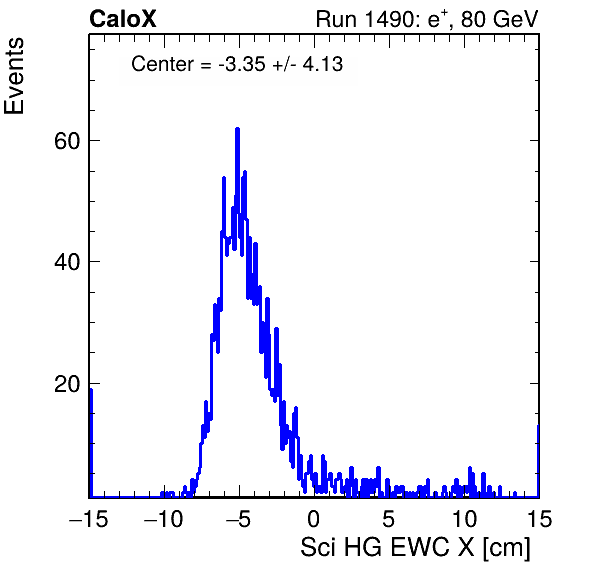 CaloX Run 1490: e⁺, 80 GeV
Center = -3.35 +/- 4.13
Events
60
40
20
−15 −10 −5 0 5 10 15
Sci HG EWC X [cm]